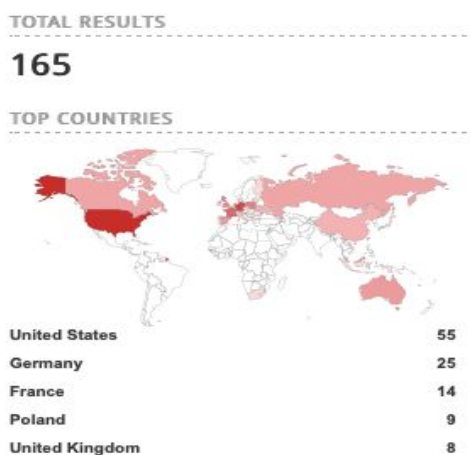 TOTAL RESULTS
165
TOP COUNTRIES
United States 55
Germany 25
France 14
Poland 9
United Kingdom 8